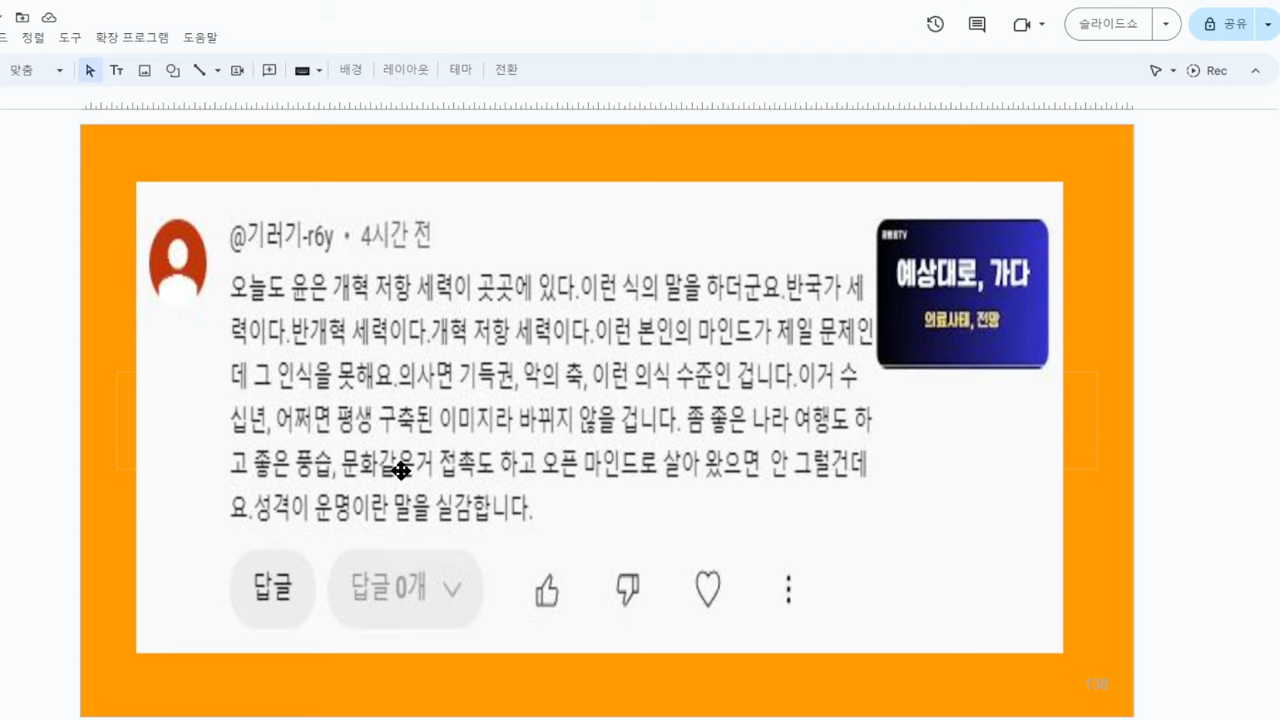 드
정렬
도구
확장 프로그램
도움말
슬라이드쇼
공유
맞춤
Tт
배경
레이아웃
테마
전환
Rec
@기러기-r6y · 4시간 전
오늘도 윤은 개혁 저항 세력이 곳곳에 있다.이런 식의 말을 하더군요.반국가 세
력이다.반개혁 세력이다.개혁 저항 세력이다.이런 본인의 마인드가 제일 문제인
데 그 인식을 못해요.의사면 기득권, 악의 축, 이런 의식 수준인 겁니다.이거 수
십년, 어쩌면 평생 구축된 이미지라 바뀌지 않을 겁니다. 쫌 좋은 나라 여행도 하
고 좋은 풍습, 문화같은거 접촉도 하고 오픈 마인드로 살아 왔으면 안 그럴건데
요.성격이 운명이란 말을 실감합니다.
예상대로, 가다
의료사태, 전망
답글
답글 0개
138